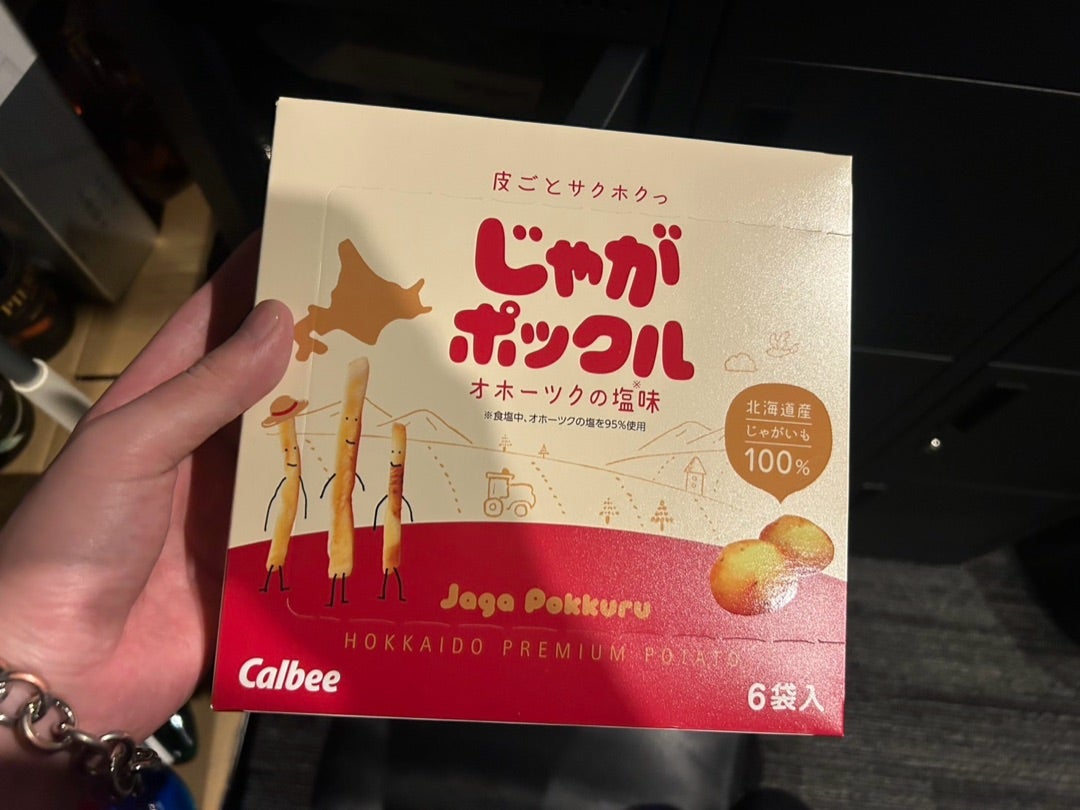 皮ごとサクホクっ
じゃが
ポックル
オホーツクの塩※味
※食塩中、オホーツクの塩を95%使用
北海道産
じゃがいも
100%
Jaga Pokkuru
HOKKAIDO PREMIUM POTATO
Calbee
6袋入